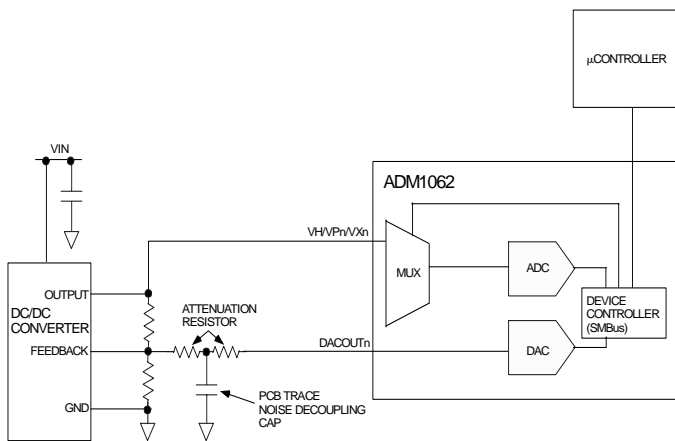 μCONTROLLER
VIN
ADM1062
VH/VPn/VXn
MUX
ADC
OUTPUT
DC/DC
CONVERTER
ATTENUATION
RESISTOR
DEVICE
CONTROLLER
(SMBus)
FEEDBACK
DACOUTn
DAC
GND
PCB TRACE
NOISE DECOUPLING
CAP